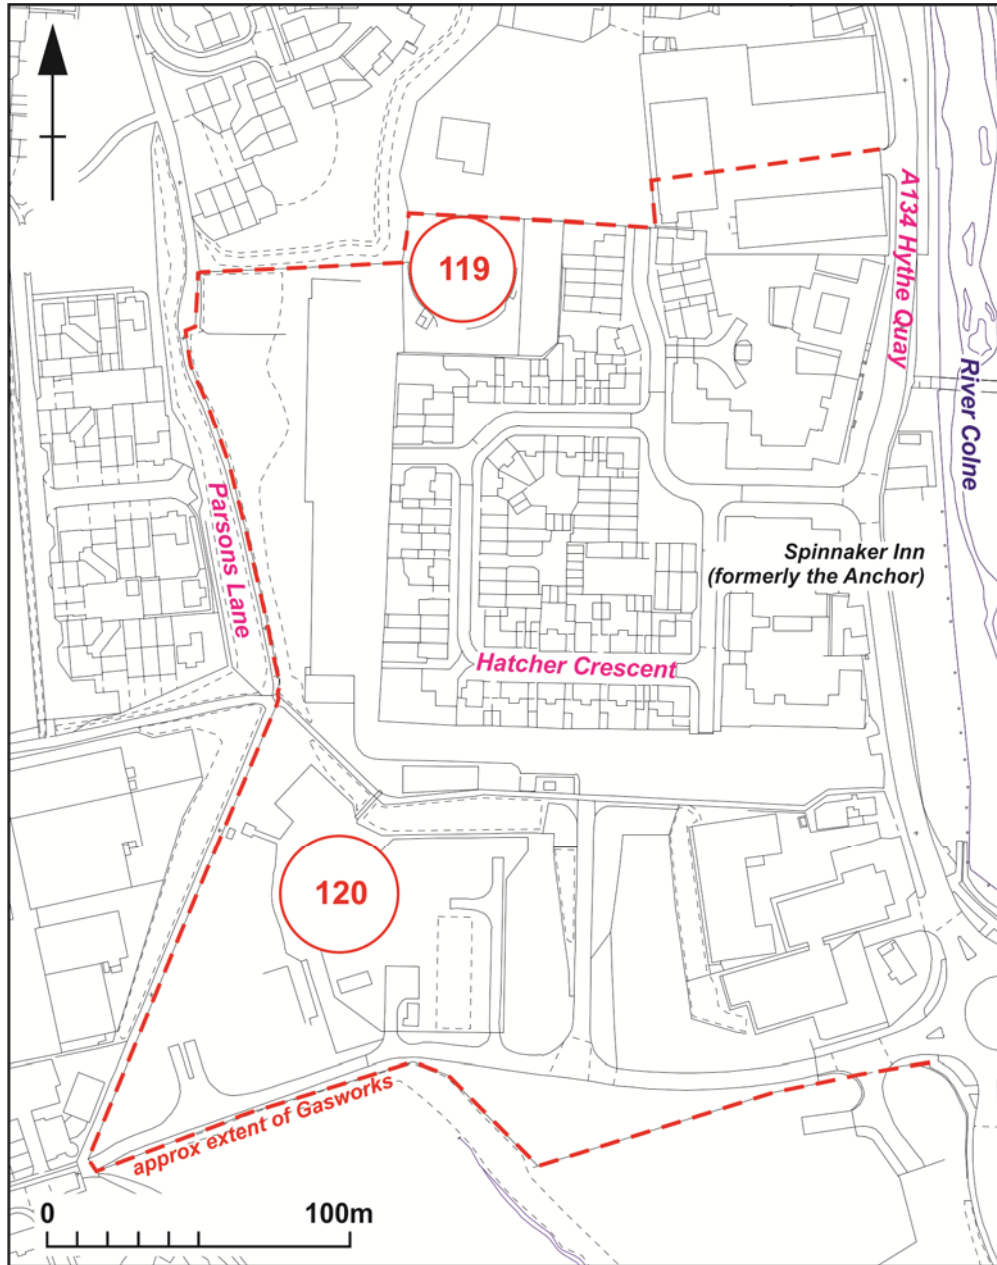 119
A134 Hythe Quay
River Colne
Parsons Lane
Spinnaker Inn
(formerly the Anchor)
Hatcher Crescent
120
approx extent of Gasworks
0 100m